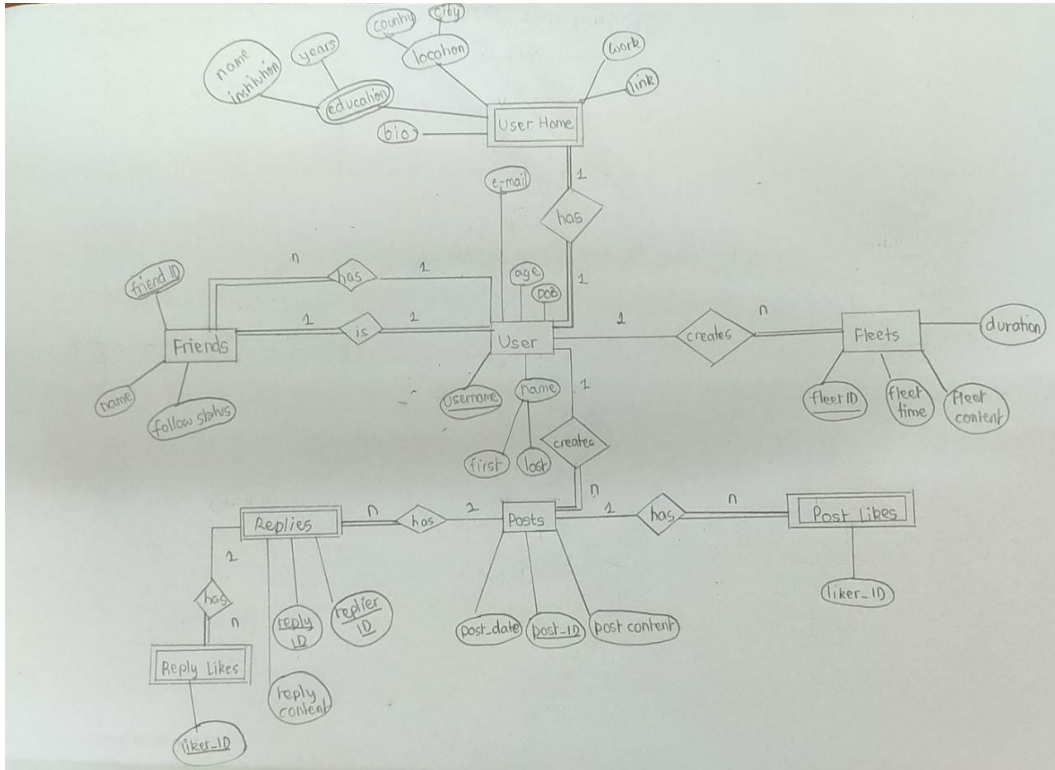 country
city
name
institution
years
location
work
education
link
bio
User Home
1
e-mail
has
n
has
1
age
1
friend ID
DOB
1
is
1
1
creates
n
Fleets
duration
Friends
User
name
username
name
1
fleet ID
fleet
time
Fleet
content
follow status
creates
first
last
n
Replies
n
has
1
Posts
1
has
n
Post Likes
1
has
n
reply
ID
replier
ID
post_date
post_ID
post content
liker_ID
Reply Likes
reply
content
liker_ID